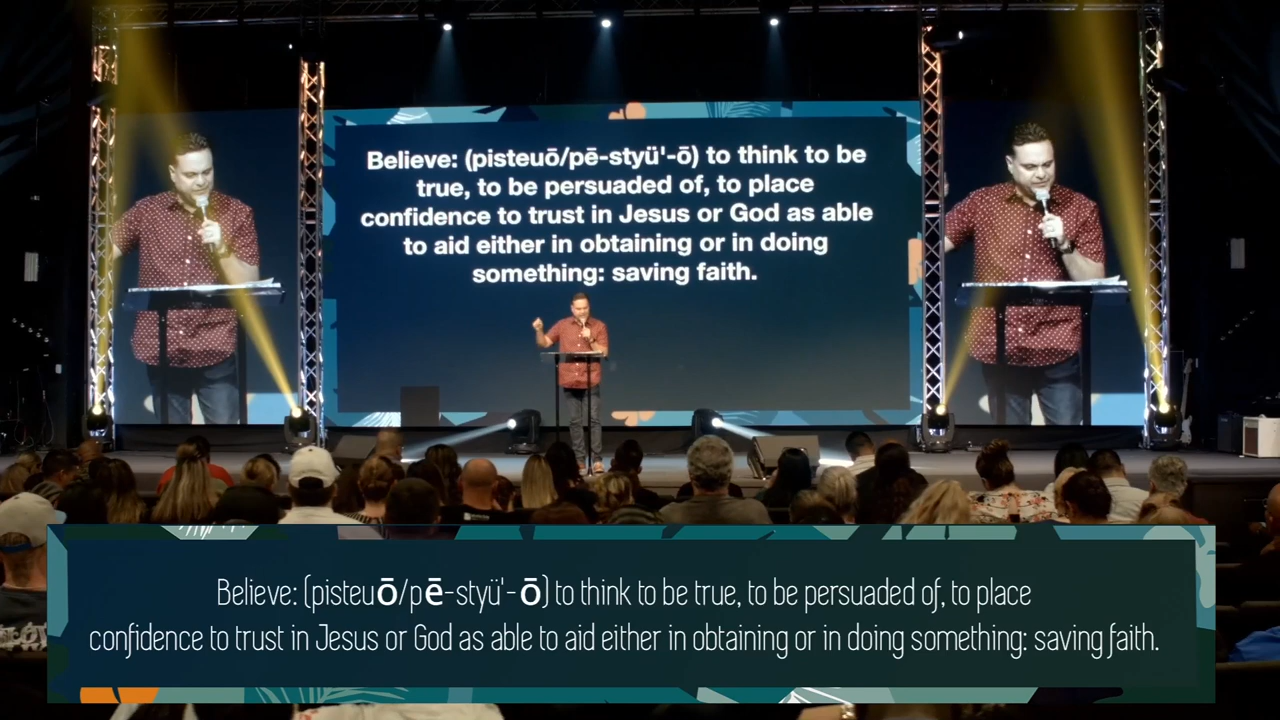 Believe: (pisteuō/pē-styü'-ō) to think to be
true, to be persuaded of, to place
confidence to trust in Jesus or God as able
to aid either in obtaining or in doing
something: saving faith.
Believe: (pisteuō/pē-styü'-ō) to think to be true, to be persuaded of, to place
confidence to trust in Jesus or God as able to aid either in obtaining or in doing something: saving faith.